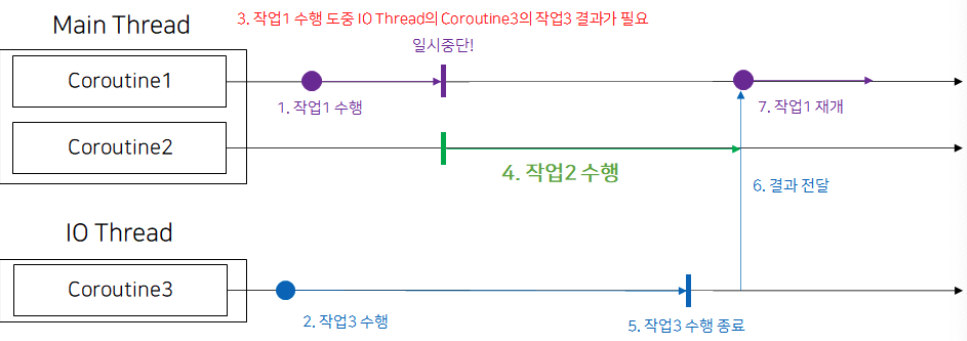 3. 작업1 수행 도중 IO Thread의 Coroutine3의 작업3 결과가 필요
Main Thread
일시중단!
Coroutine1
1. 작업1 수행
7. 작업1 재개
Coroutine2
4. 작업2 수행
6. 결과 전달
IO Thread
Coroutine3
2. 작업3 수행
5. 작업3 수행 종료